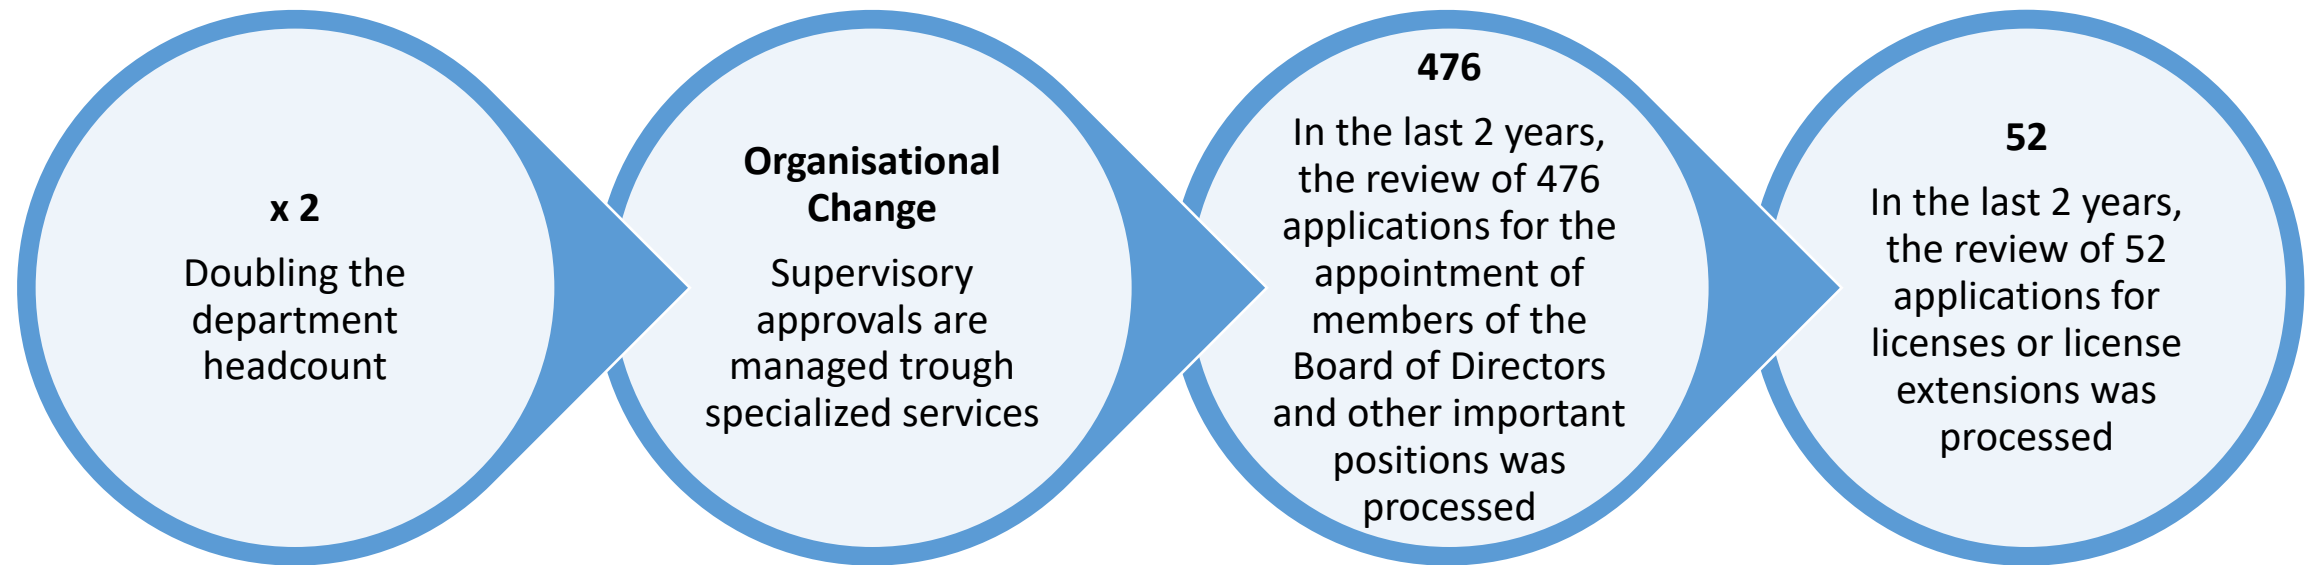 x 2
Doubling the
department
headcount
Organisational
Change
Supervisory
approvals are
managed trough
specialized services
476
In the last 2 years,
the review of 476
applications for the
appointment of
members of the
Board of Directors
and other important
positions was
processed
52
In the last 2 years,
the review of 52
applications for
licenses or license
extensions was
processed